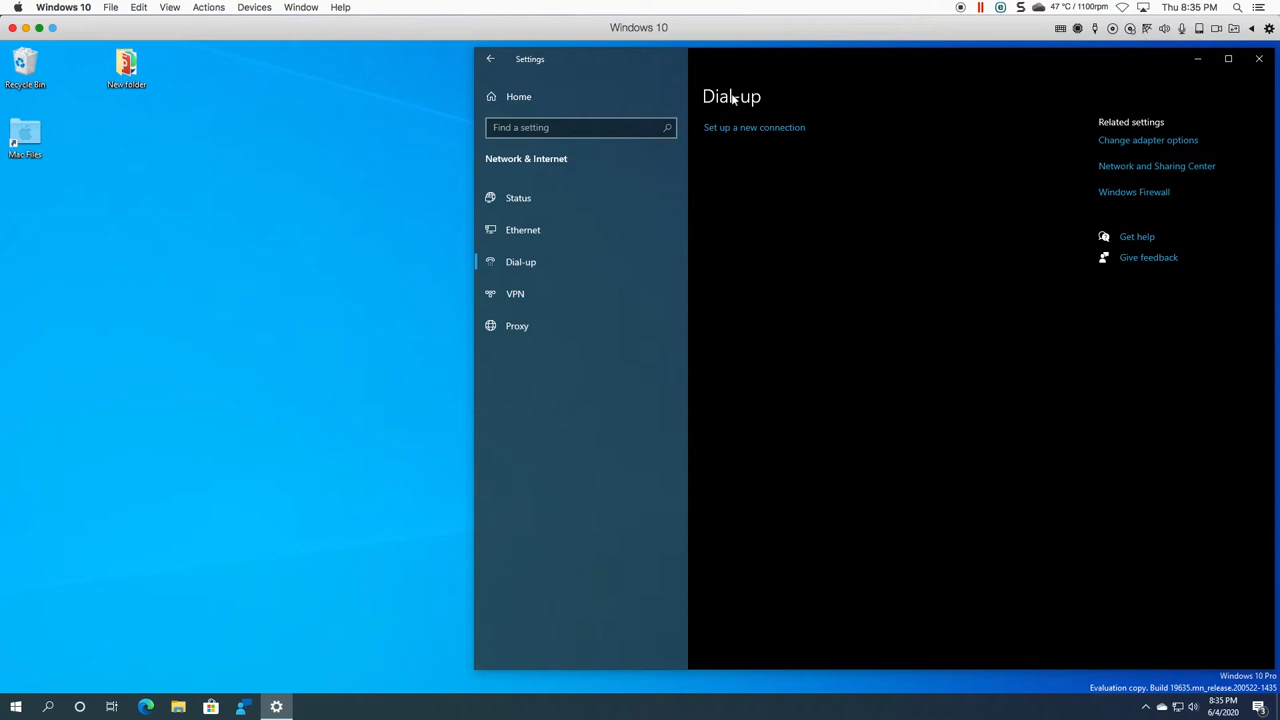 Windows 10 File Edit View Actions Devices Window Help 47 °C / 1100rpm Thu 8:35 PM
Windows 10
Recycle Bin
New folder
Mac Files
Settings
Home
Find a setting
Network & Internet
Status
Ethernet
Dial-up
VPN
Proxy
Dial-up
Set up a new connection
Related settings
Change adapter options
Network and Sharing Center
Windows Firewall
Get help
Give feedback
Windows 10 Pro
Evaluation copy. Build 19635.mn_release.200522-1435
8:35 PM
6/4/2020